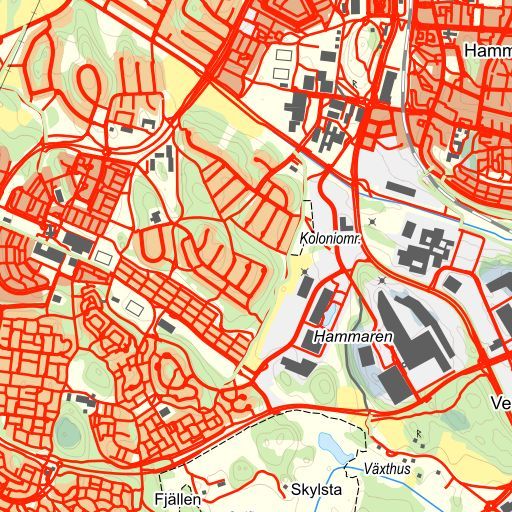 Hamm
Koloniomr.
Hammaren
Ve
Växthus
Skylsta
Fjällen